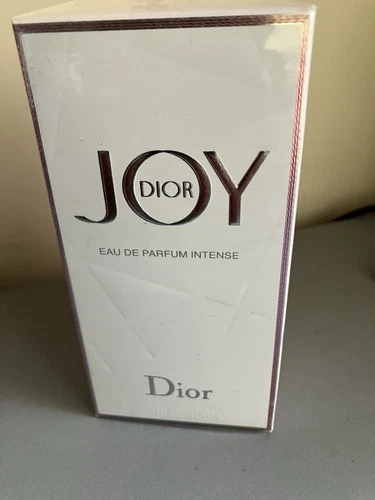 JOY
DIOR
EAU DE PARFUM INTENSE
Dior